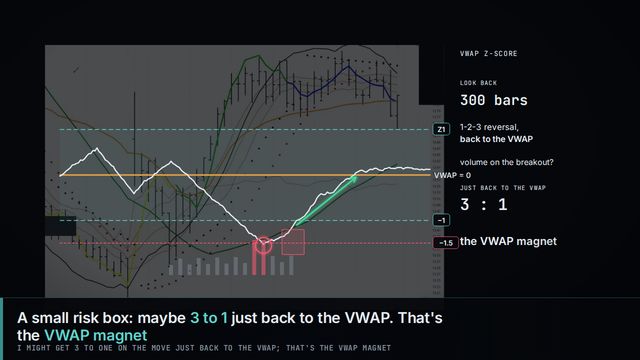 VWAP Z-SCORE
LOOK BACK
300 bars
Z1
1-2-3 reversal,
back to the VWAP
volume on the breakout?
VWAP = 0
JUST BACK TO THE VWAP
3 : 1
−1
−1.5
the VWAP magnet
A small risk box: maybe 3 to 1 just back to the VWAP. That's
the VWAP magnet
I MIGHT GET 3 TO ONE ON THE MOVE JUST BACK TO THE VWAP; THAT'S THE VWAP MAGNET